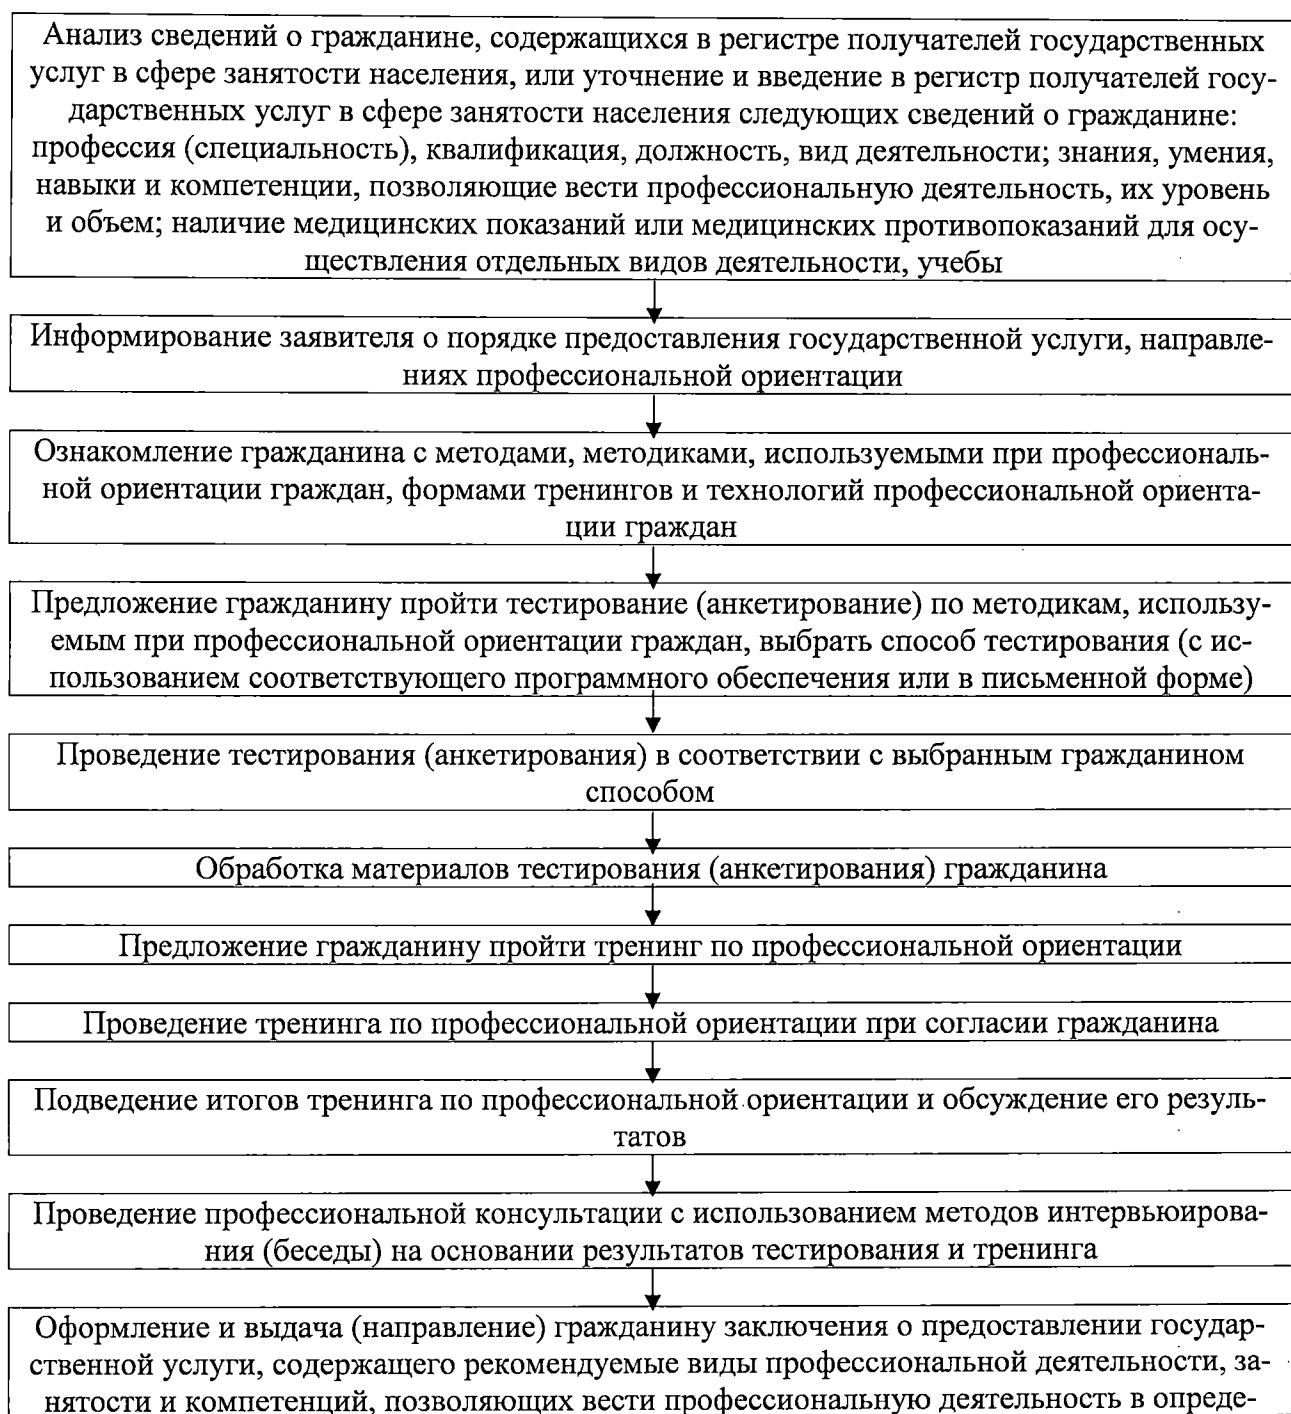 Анализ сведений о гражданине, содержащихся в регистре получателей государственных
услуг в сфере занятости населения, или уточнение и введение в регистр получателей госу-
дарственных услуг в сфере занятости населения следующих сведений о гражданине:
профессия (специальность), квалификация, должность, вид деятельности; знания, умения,
навыки и компетенции, позволяющие вести профессиональную деятельность, их уровень
и объем; наличие медицинских показаний или медицинских противопоказаний для осу-
ществления отдельных видов деятельности, учебы
Информирование заявителя о порядке предоставления государственной услуги, направле-
ниях профессиональной ориентации
Ознакомление гражданина с методами, методиками, используемыми при профессиональ-
ной ориентации граждан, формами тренингов и технологий профессиональной ориента-
ции граждан
Предложение гражданину пройти тестирование (анкетирование) по методикам, использу-
емым при профессиональной ориентации граждан, выбрать способ тестирования (с ис-
пользованием соответствующего программного обеспечения или в письменной форме)
Проведение тестирования (анкетирования) в соответствии с выбранным гражданином
способом
Обработка материалов тестирования (анкетирования) гражданина
Предложение гражданину пройти тренинг по профессиональной ориентации
Проведение тренинга по профессиональной ориентации при согласии гражданина
Подведение итогов тренинга по профессиональной ориентации и обсуждение его резуль-
татов
Проведение профессиональной консультации с использованием методов интервьюирова-
ния (беседы) на основании результатов тестирования и тренинга
Оформление и выдача (направление) гражданину заключения о предоставлении государ-
ственной услуги, содержащего рекомендуемые виды профессиональной деятельности, за-
нятости и компетенций, позволяющих вести профессиональную деятельность в опреде-